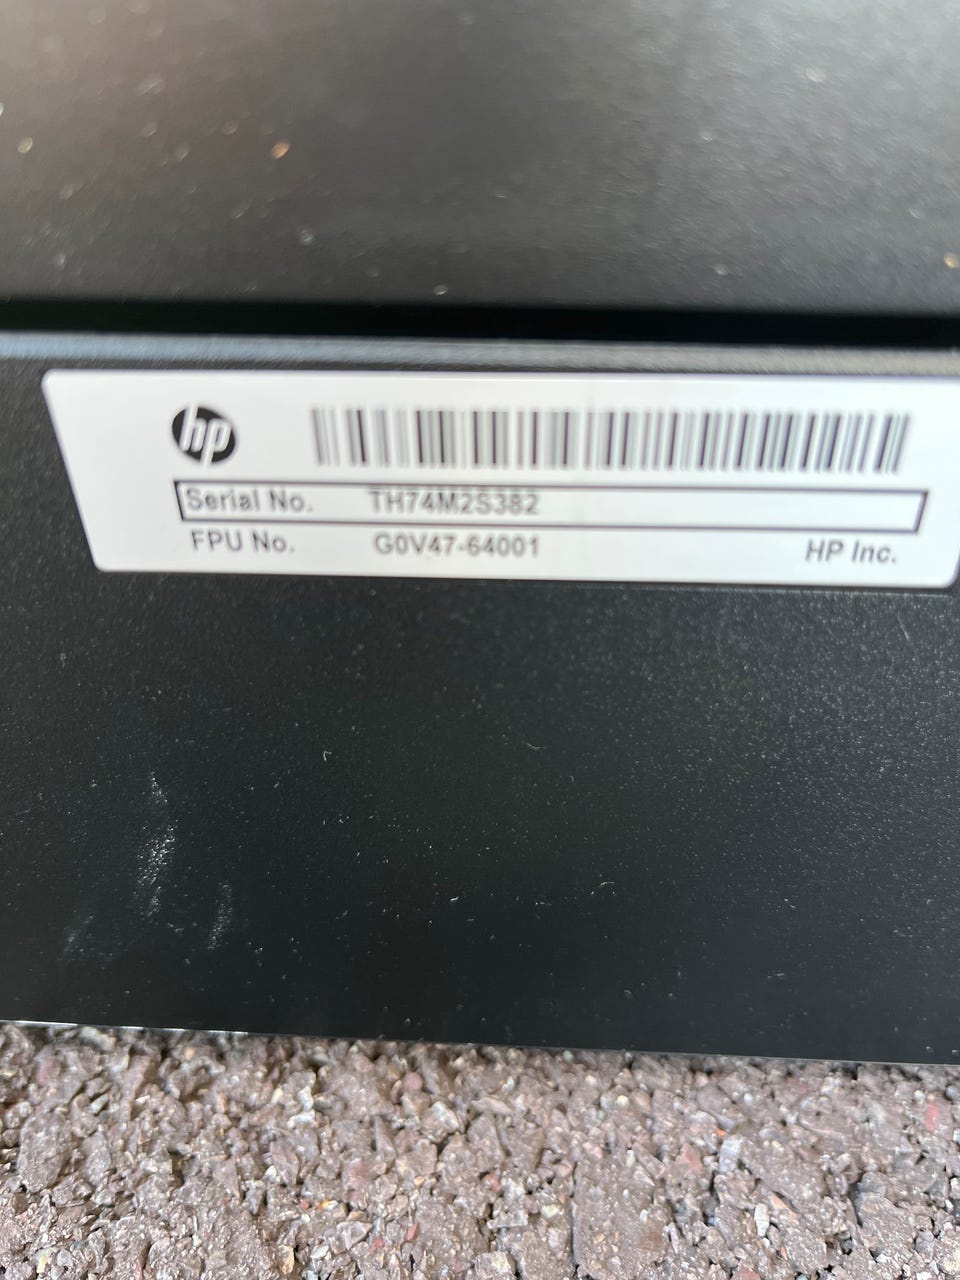 hp
Serial No. TH74M2S382
FPU No. G0V47-64001
HP Inc.